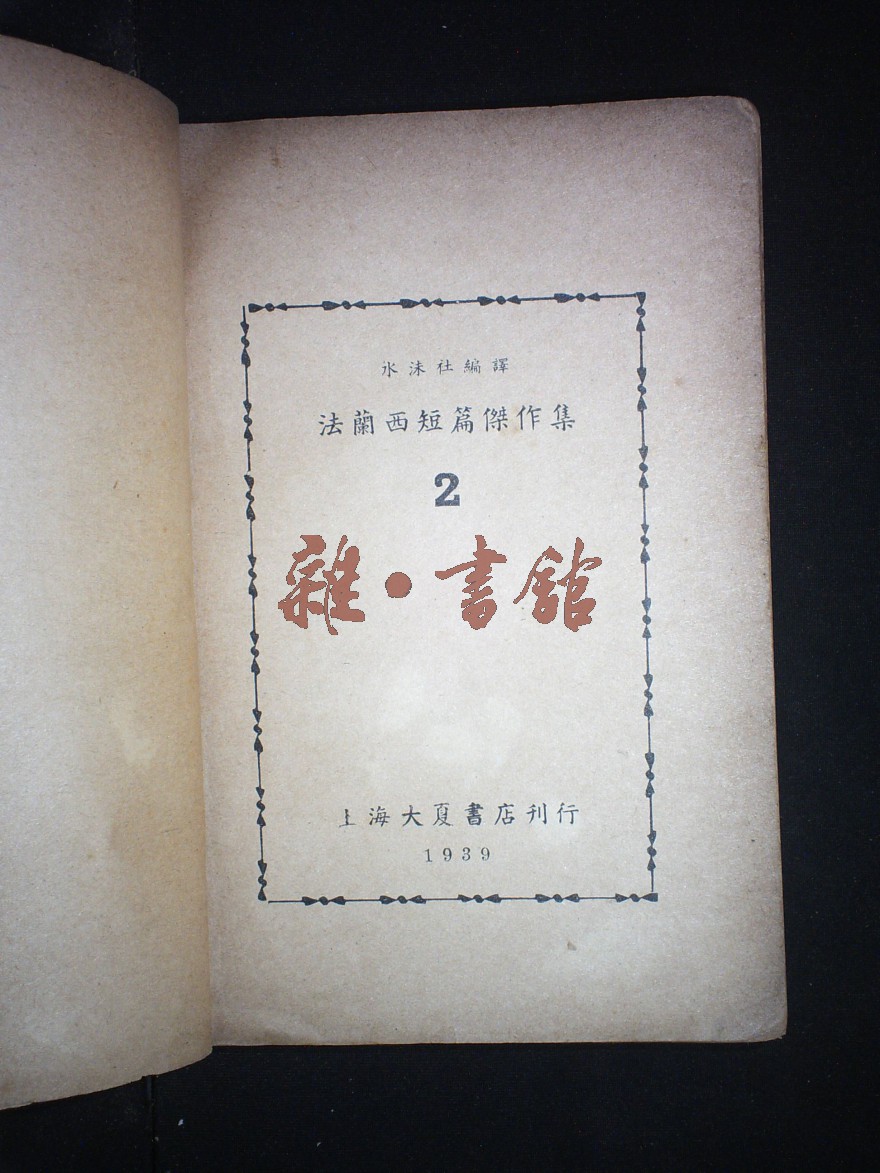 水沫社編譯
法蘭西短篇傑作集
2
雜·書館
上海大夏書店刊行
1939